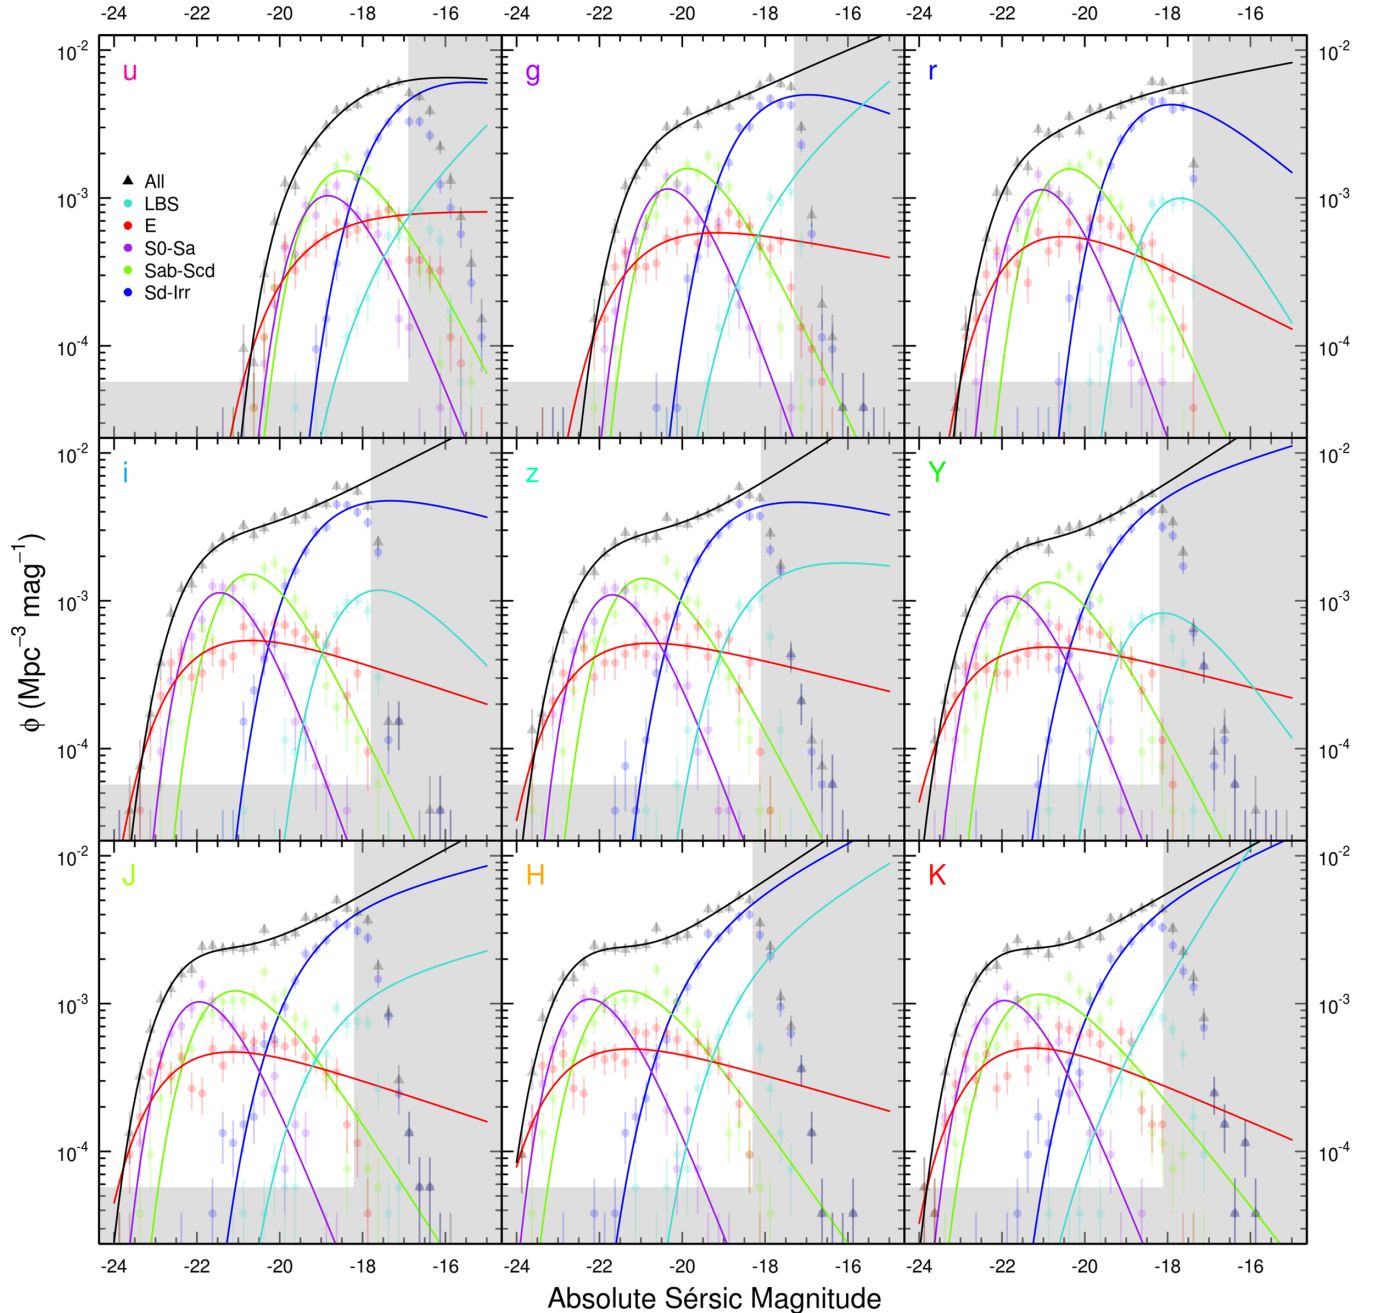 -24 -22 -20 -18 -16 -24 -22 -20 -18 -16 -24 -22 -20 -18 -16
10⁻² u g r 10⁻²
All
LBS
E
S0-Sa
Sab-Scd
Sd-Irr
10⁻³ 10⁻³
10⁻⁴ 10⁻⁴
10⁻² i z Y 10⁻²
10⁻³ 10⁻³
10⁻⁴ 10⁻⁴
ϕ (Mpc⁻³ mag⁻¹)
10⁻² J H K 10⁻²
10⁻³ 10⁻³
10⁻⁴ 10⁻⁴
-24 -22 -20 -18 -16 -24 -22 -20 -18 -16 -24 -22 -20 -18 -16
Absolute Sérsic Magnitude